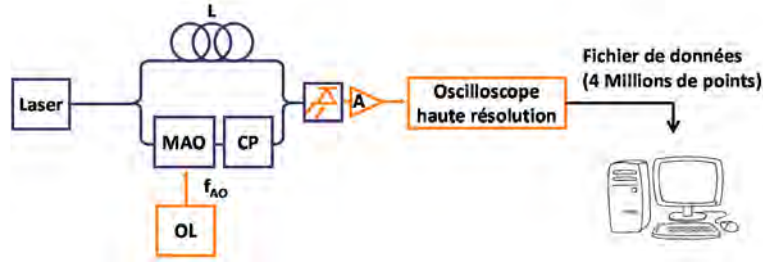 L
Laser
MAO
CP
A
Oscilloscope
haute résolution
Fichier de données
(4 Millions de points)
fAO
OL